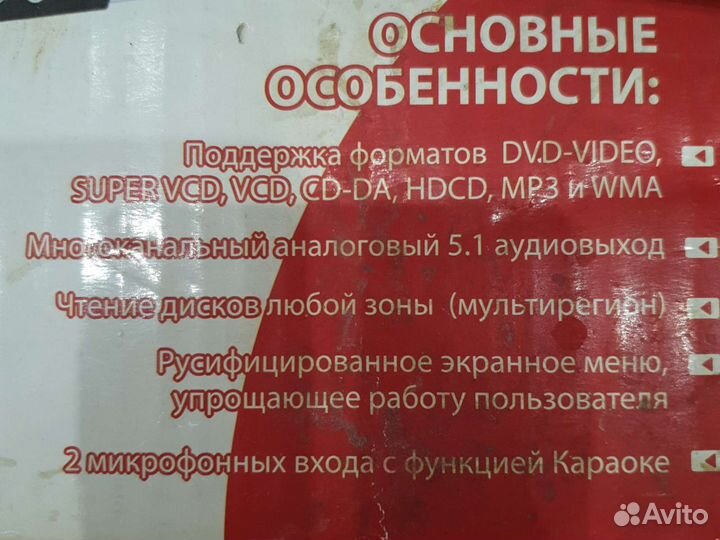 ОСНОВНЫЕ
ОСОБЕННОСТИ:
Поддержка форматов DVD-VIDEO,
SUPER VCD, VCD, CD-DA, HDCD, MP3 и WMA
Многоканальный аналоговый 5.1 аудиовыход
Чтение дисков любой зоны (мультирегион)
Русифицированное экранное меню,
упрощающее работу пользователя
2 микрофонных входа с функцией Караоке
Avito